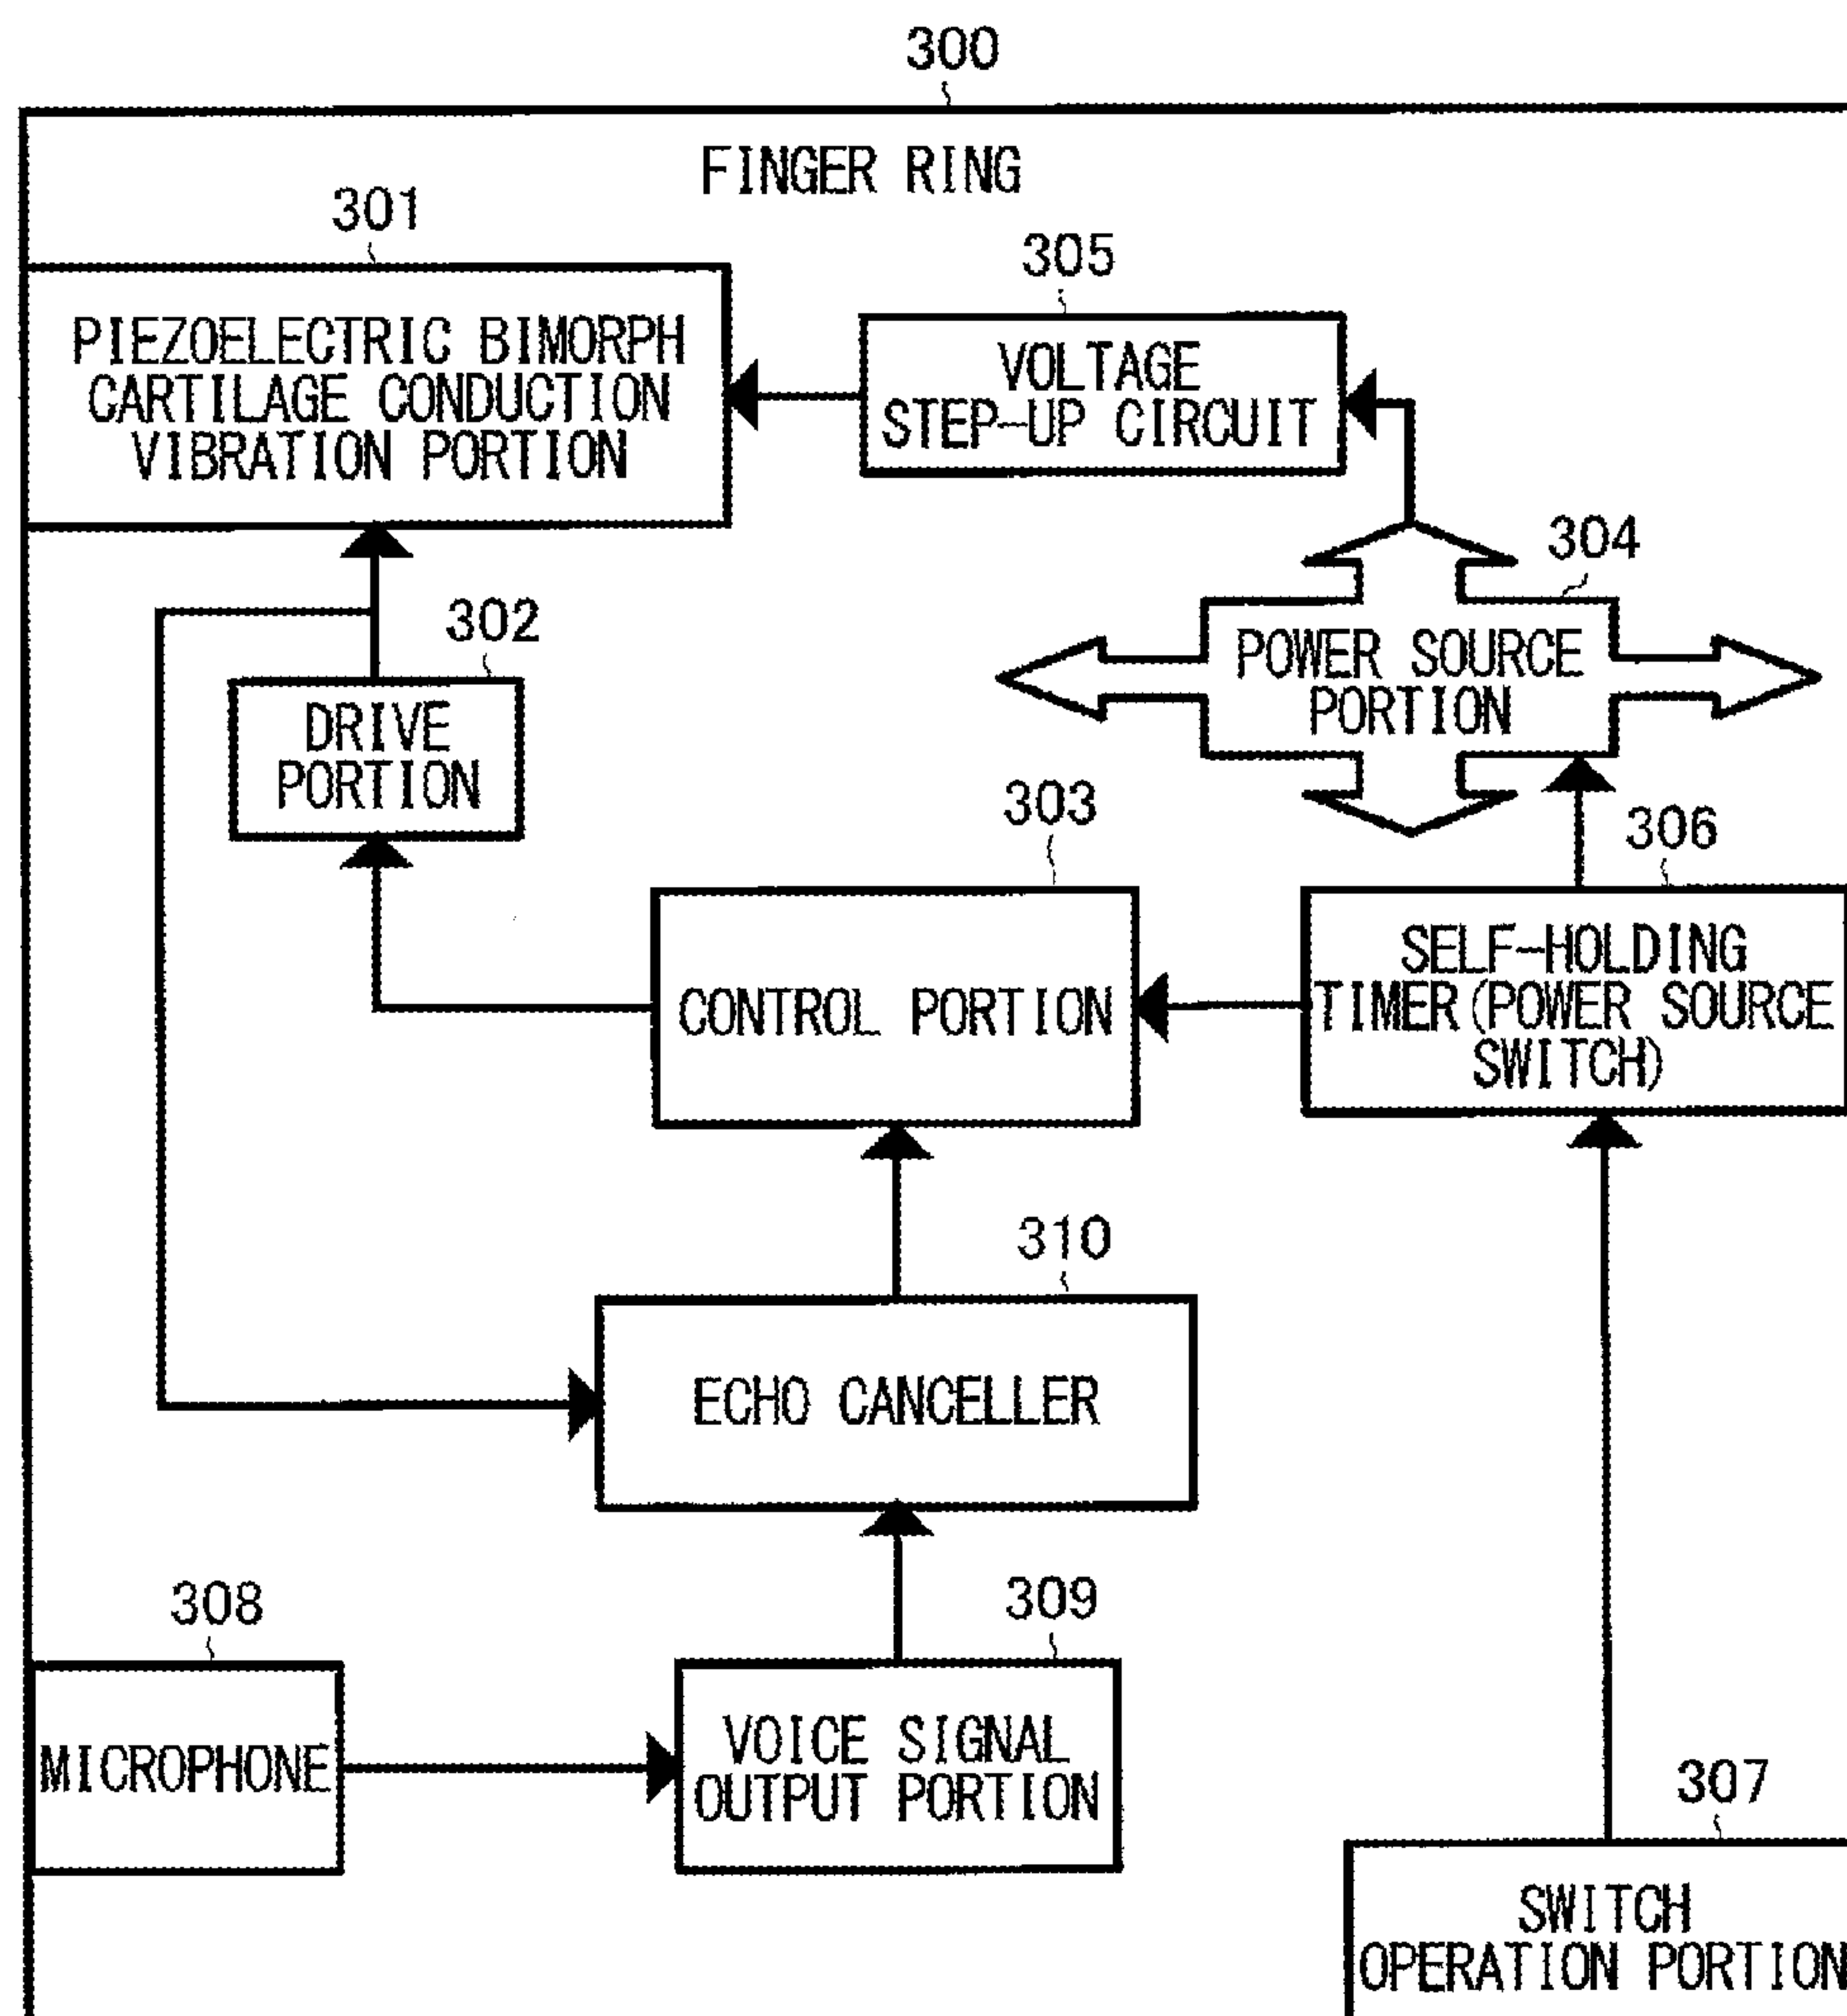 300
FINGER RING
301
305
PIEZOELECTRIC BIMORPH
CARTILAGE CONDUCTION
VIBRATION PORTION
VOLTAGE
STEP-UP CIRCUIT
304
302
POWER SOURCE
PORTION
DRIVE
PORTION
303
306
SELF-HOLDING
TIMER(POWER SOURCE
SWITCH)
CONTROL PORTION
310
ECHO CANCELLER
308
309
MICROPHONE
VOICE SIGNAL
OUTPUT PORTION
307
SWITCH
OPERATION PORTION